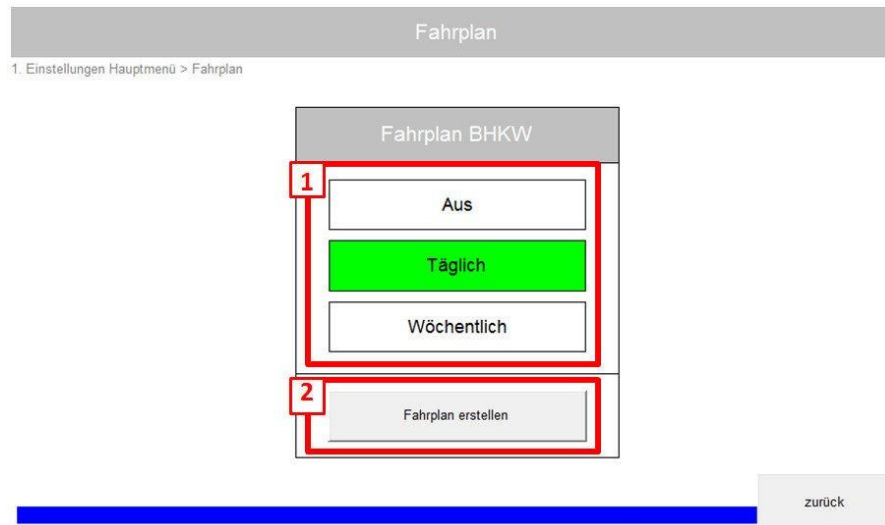 Fahrplan
1. Einstellungen Hauptmenü > Fahrplan
Fahrplan BHKW
1
Aus
Täglich
Wöchentlich
2
Fahrplan erstellen
zurück